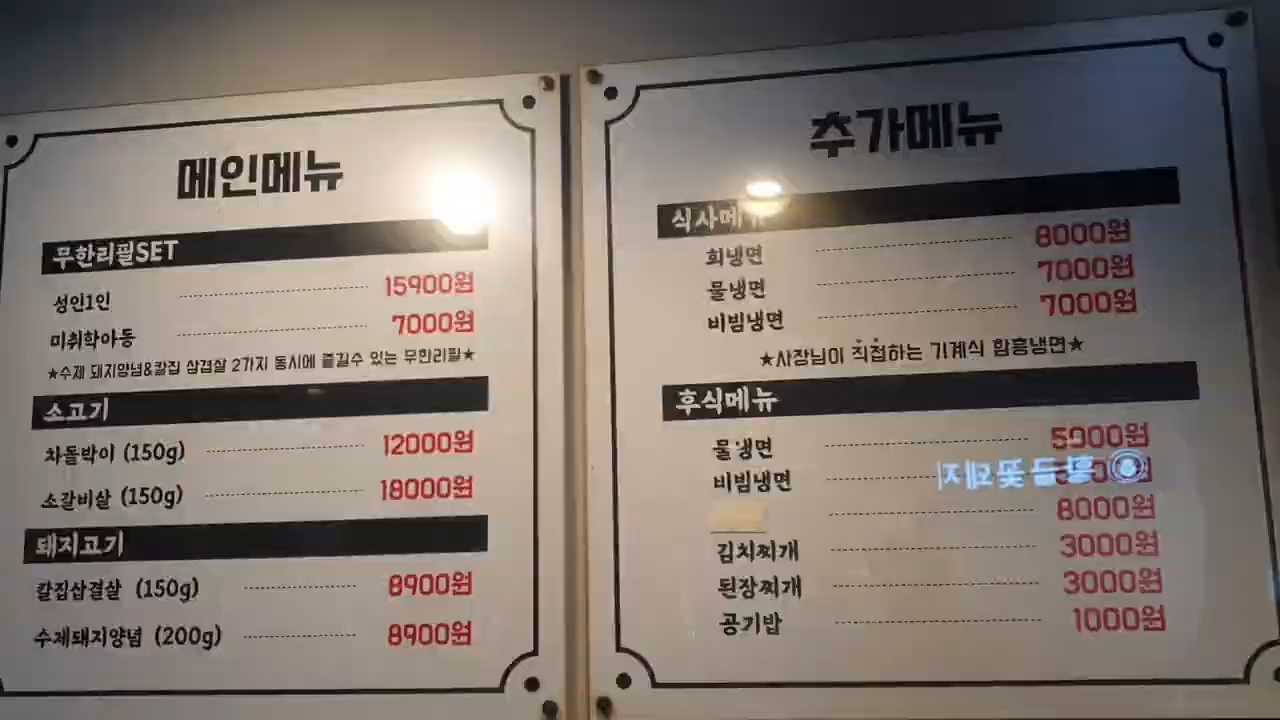 메인메뉴
무한리필SET
성인1인 15900원
미취학아동 7000원
★수제 돼지양념&칼집 삼겹살 2가지 동시에 즐길수 있는 무한리필★
소고기
차돌박이 (150g) 12000원
소갈비살 (150g) 18000원
돼지고기
칼집삼결살 (150g) 8900원
수제돼지양념 (200g) 8900원
추가메뉴
식사메뉴
회냉면 8000원
물냉면 7000원
비빔냉면 7000원
★사장님이 직접하는 기계식 함흥냉면★
후식메뉴
물냉면 5000원
비빔냉면
8000원
김치찌개 3000원
된장찌개 3000원
공기밥 1000원
황금꽃돼지